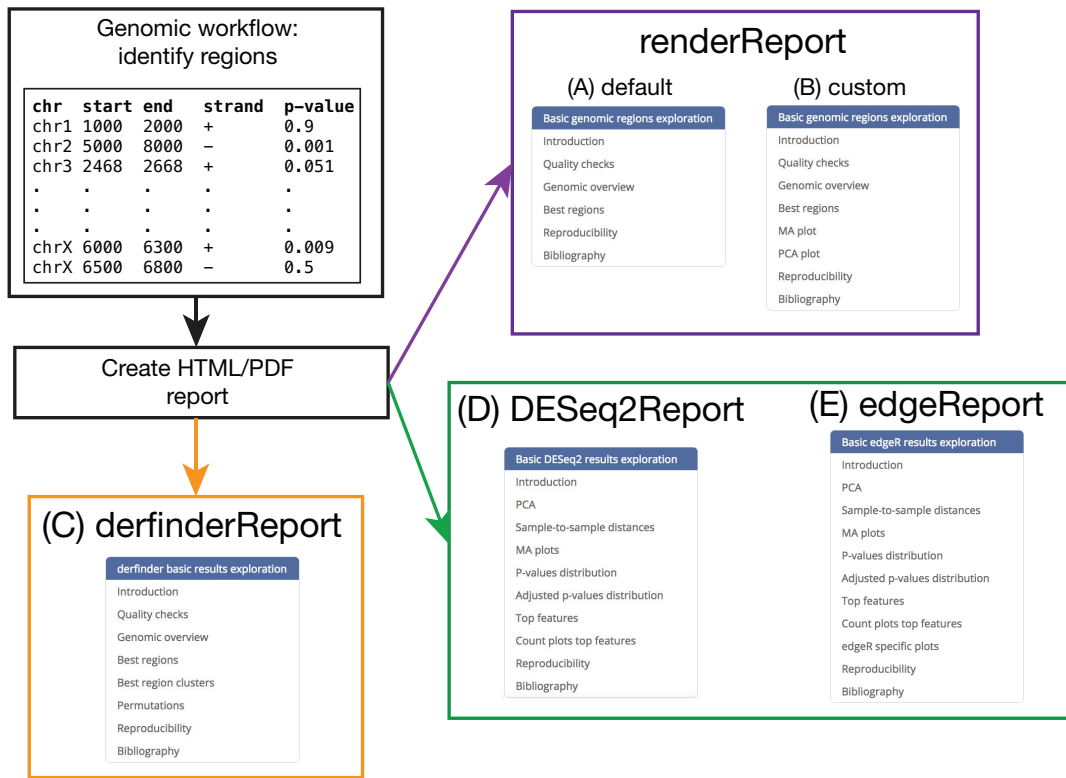 Genomic workflow:
identify regions
chr start end strand p-value
chr1 1000 2000 + 0.9
chr2 5000 8000 - 0.001
chr3 2468 2668 + 0.051
. . . . .
. . . . .
. . . . .
chrX 6000 6300 + 0.009
chrX 6500 6800 - 0.5
Create HTML/PDF
report
renderReport
(A) default
Basic genomic regions exploration
Introduction
Quality checks
Genomic overview
Best regions
Reproducibility
Bibliography
(B) custom
Basic genomic regions exploration
Introduction
Quality checks
Genomic overview
Best regions
MA plot
PCA plot
Reproducibility
Bibliography
(C) derfinderReport
derfinder basic results exploration
Introduction
Quality checks
Genomic overview
Best regions
Best region clusters
Permutations
Reproducibility
Bibliography
(D) DESeq2Report
Basic DESeq2 results exploration
Introduction
PCA
Sample-to-sample distances
MA plots
P-values distribution
Adjusted p-values distribution
Top features
Count plots top features
Reproducibility
Bibliography
(E) edgeReport
Basic edgeR results exploration
Introduction
PCA
Sample-to-sample distances
MA plots
P-values distribution
Adjusted p-values distribution
Top features
Count plots top features
edgeR specific plots
Reproducibility
Bibliography